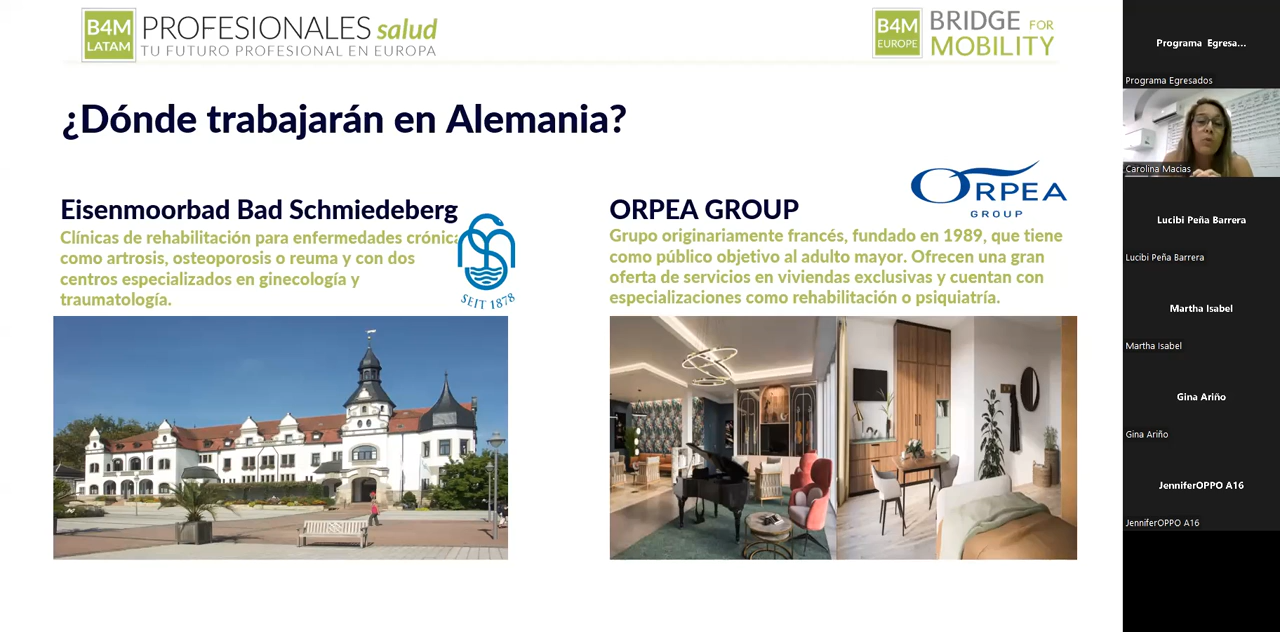 B4M
LATAM
PROFESIONALES salud
TU FUTURO PROFESIONAL EN EUROPA
B4M
EUROPE
BRIDGE FOR
MOBILITY
¿Dónde trabajarán en Alemania?
Eisenmoorbad Bad Schmiedeberg
Clínicas de rehabilitación para enfermedades crónica
como artrosis, osteoporosis o reuma y con dos
centros especializados en ginecología y
traumatología.
SEIT 1878
ORPEA
GROUP
ORPEA GROUP
Grupo originariamente francés, fundado en 1989, que tiene
como público objetivo al adulto mayor. Ofrecen una gran
oferta de servicios en viviendas exclusivas y cuentan con
especializaciones como rehabilitación o psiquiatría.
Programa Egresa...
Programa Egresados
Carolina Macias
Lucibi Peña Barrera
Lucibi Peña Barrera
Martha Isabel
Martha Isabel
Gina Ariño
Gina Ariño
JenniferOPPO A16
JenniferOPPO A16